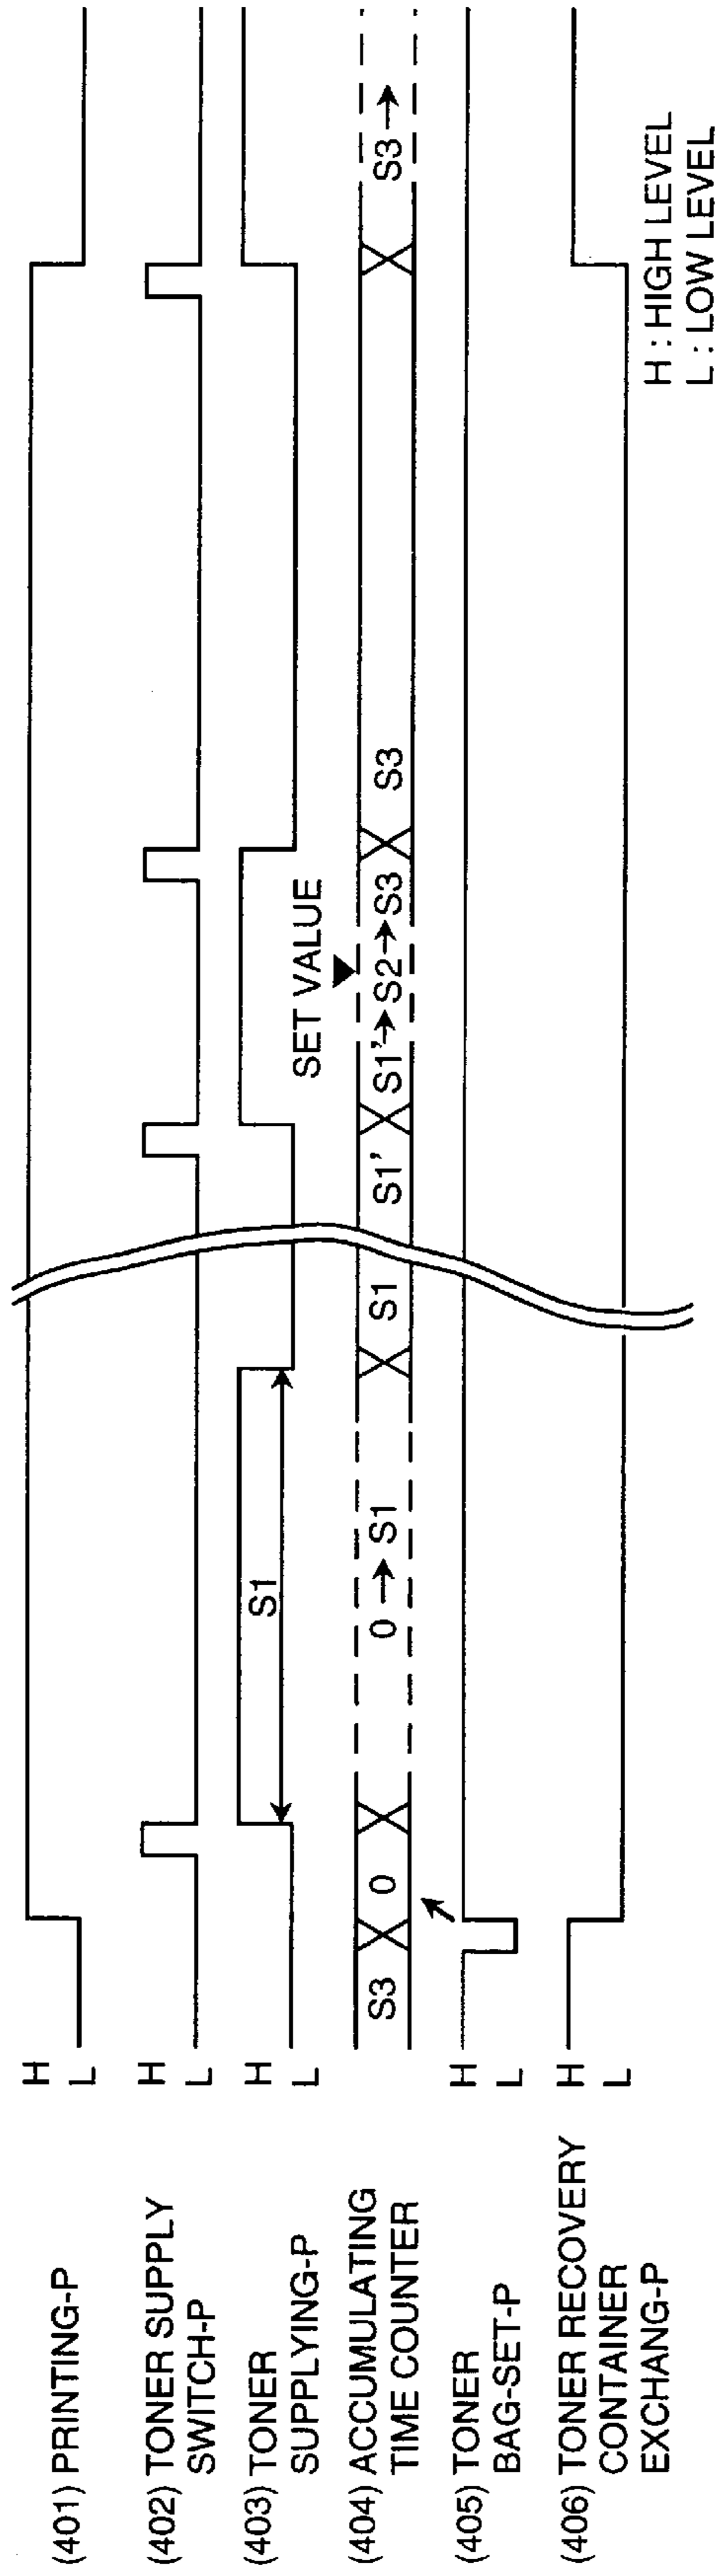 (401) PRINTING-P
H
L
(402) TONER SUPPLY
SWITCH-P
H
L
(403) TONER
SUPPLYING-P
H
L
S1
SET VALUE
(404) ACCUMULATING
TIME COUNTER
S3 0 0 → S1 S1 S1' S1' → S2 → S3 S3 S3 →
(405) TONER
BAG-SET-P
H
L
(406) TONER RECOVERY
CONTAINER
EXCHANG-P
H
L
H : HIGH LEVEL
L : LOW LEVEL